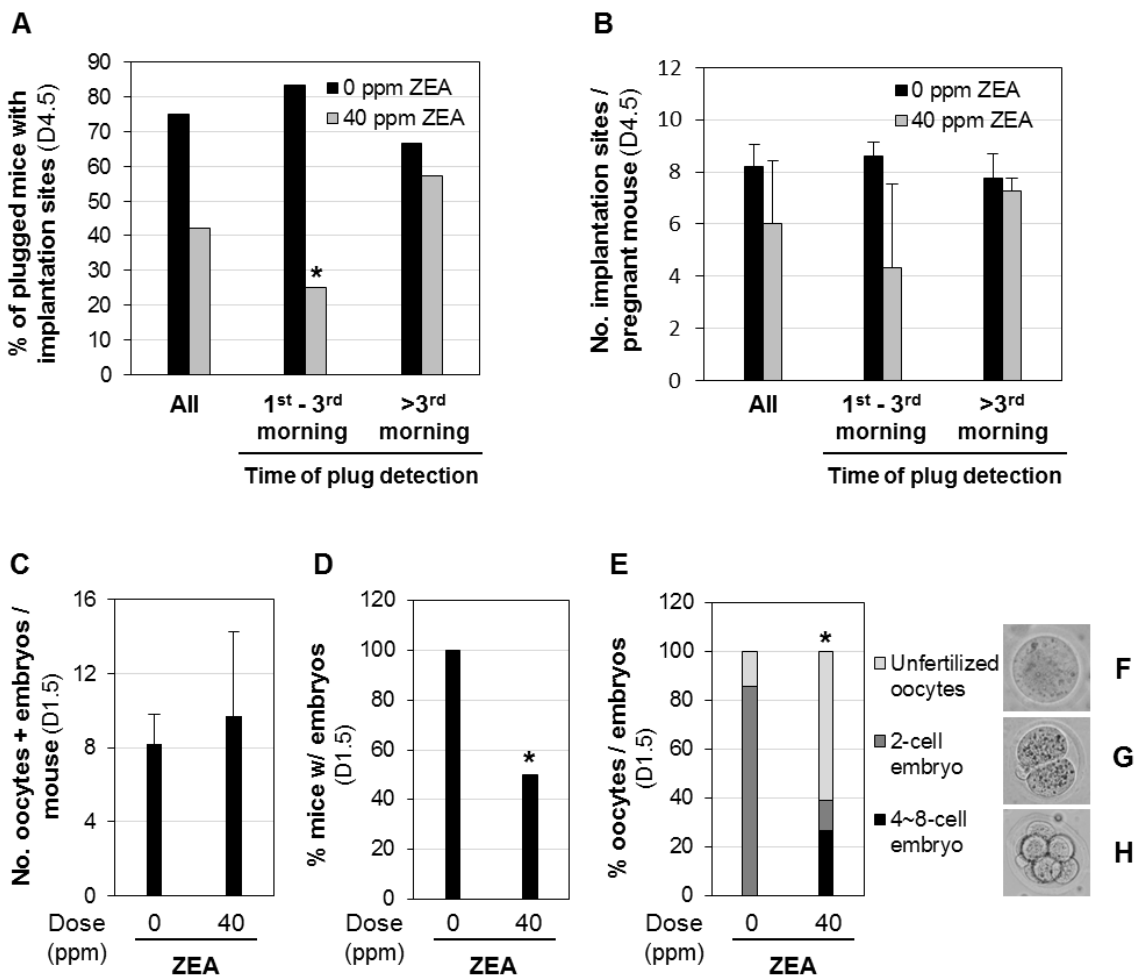 A
% of plugged mice with
implantation sites (D4.5)
90
80
70
60
50
40
30
20
10
0
0 ppm ZEA
40 ppm ZEA
*
All
1st - 3rd
morning
>3rd
morning
Time of plug detection
B
No. implantation sites /
pregnant mouse (D4.5)
12
10
8
6
4
2
0
0 ppm ZEA
40 ppm ZEA
All
1st - 3rd
morning
>3rd
morning
Time of plug detection
C
No. oocytes + embryos /
mouse (D1.5)
16
12
8
4
0
Dose
(ppm)
0
40
ZEA
D
% mice w/ embryos
(D1.5)
120
100
80
60
40
20
0
*
Dose
(ppm)
0
40
ZEA
E
% oocytes / embryos
(D1.5)
120
100
80
60
40
20
0
*
Dose
(ppm)
0
40
ZEA
Unfertilized
oocytes
2-cell
embryo
4~8-cell
embryo
F
G
H